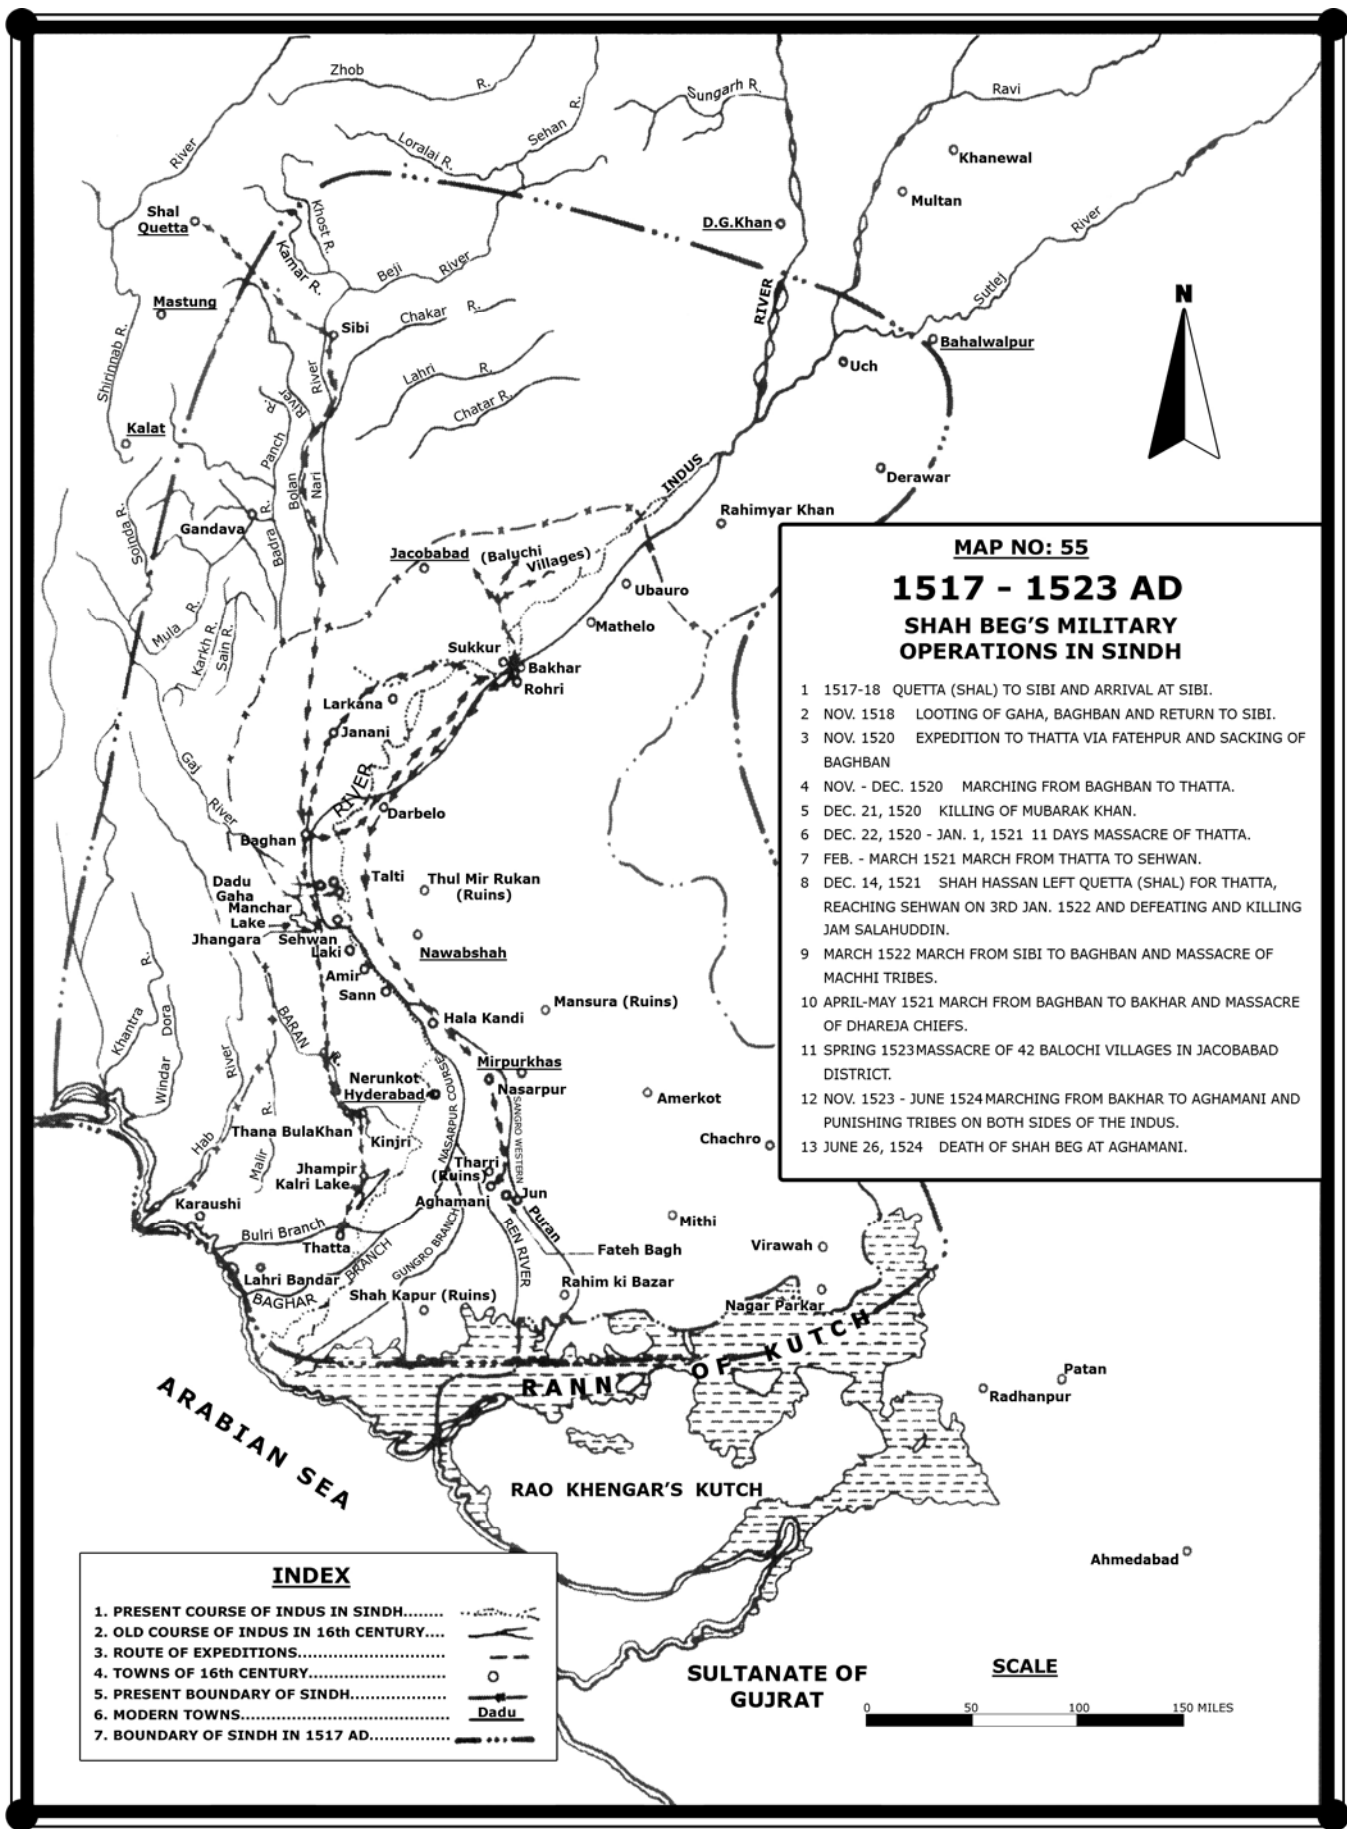 Zhob
R.
Sungarh R.
Ravi
River
Loralai R.
Sehan
R.
Khanewal
Multan
Shal
Quetta
Khost R.
Kamar R.
D.G.Khan
River
Beji
River
Mastung
Sibi
Chakar
R.
RIVER
Sutlej
Bahalwalpur
N
Shirinnab R.
River
Lahri
R.
Uch
Chatar R.
River
R.
Kalat
Panch
Bolan
Nari
INDUS
Derawar
Soinda R.
Gandava
Badra
R.
Rahimyar Khan
Jacobabad
(Baluchi
Villages)
Ubauro
Mula
R.
Karkh R.
Sain R.
Mathelo
Sukkur
Bakhar
Rohri
Larkana
Janani
Gaj
River
RIVER
Darbelo
Baghan
Talti
Dadu
Gaha
Manchar
Lake
Jhangara
Sehwan
Laki
Thul Mir Rukan
(Ruins)
Nawabshah
Amir
Sann
Mansura (Ruins)
R.
Khantra
Dora
Windar
River
BARAN
R.
Hala Kandi
Mirpurkhas
Nasarpur
Nerunkot
Hyderabad
NASARPUR COURSE
SANGRO WESTERN
Amerkot
Thana BulaKhan
Kinjri
Hab
Malir
R.
Chachro
Jhampir
Kalri Lake
Tharri
(Ruins)
Aghamani
Jun
Puran
Karaushi
Bulri Branch
Thatta
BRANCH
GUNGRO BRANCH
REN RIVER
Mithi
Virawah
Fateh Bagh
Lahri Bandar
BAGHAR
Shah Kapur (Ruins)
Rahim ki Bazar
Nagar Parkar
RANN OF KUTCH
Patan
Radhanpur
ARABIAN SEA
RAO KHENGAR'S KUTCH
Ahmedabad
SULTANATE OF
GUJRAT
MAP NO: 55
1517 - 1523 AD
SHAH BEG'S MILITARY
OPERATIONS IN SINDH
1 1517-18 QUETTA (SHAL) TO SIBI AND ARRIVAL AT SIBI.
2 NOV. 1518 LOOTING OF GAHA, BAGHBAN AND RETURN TO SIBI.
3 NOV. 1520 EXPEDITION TO THATTA VIA FATEHPUR AND SACKING OF
BAGHBAN
4 NOV. - DEC. 1520 MARCHING FROM BAGHBAN TO THATTA.
5 DEC. 21, 1520 KILLING OF MUBARAK KHAN.
6 DEC. 22, 1520 - JAN. 1, 1521 11 DAYS MASSACRE OF THATTA.
7 FEB. - MARCH 1521 MARCH FROM THATTA TO SEHWAN.
8 DEC. 14, 1521 SHAH HASSAN LEFT QUETTA (SHAL) FOR THATTA,
REACHING SEHWAN ON 3RD JAN. 1522 AND DEFEATING AND KILLING
JAM SALAHUDDIN.
9 MARCH 1522 MARCH FROM SIBI TO BAGHBAN AND MASSACRE OF
MACHHI TRIBES.
10 APRIL-MAY 1521 MARCH FROM BAGHBAN TO BAKHAR AND MASSACRE
OF DHAREJA CHIEFS.
11 SPRING 1523 MASSACRE OF 42 BALOCHI VILLAGES IN JACOBABAD
DISTRICT.
12 NOV. 1523 - JUNE 1524 MARCHING FROM BAKHAR TO AGHAMANI AND
PUNISHING TRIBES ON BOTH SIDES OF THE INDUS.
13 JUNE 26, 1524 DEATH OF SHAH BEG AT AGHAMANI.
INDEX
1. PRESENT COURSE OF INDUS IN SINDH........
2. OLD COURSE OF INDUS IN 16th CENTURY....
3. ROUTE OF EXPEDITIONS............................
4. TOWNS OF 16th CENTURY..........................
5. PRESENT BOUNDARY OF SINDH..................
6. MODERN TOWNS....................................... Dadu
7. BOUNDARY OF SINDH IN 1517 AD...............
SCALE
0 50 100 150 MILES